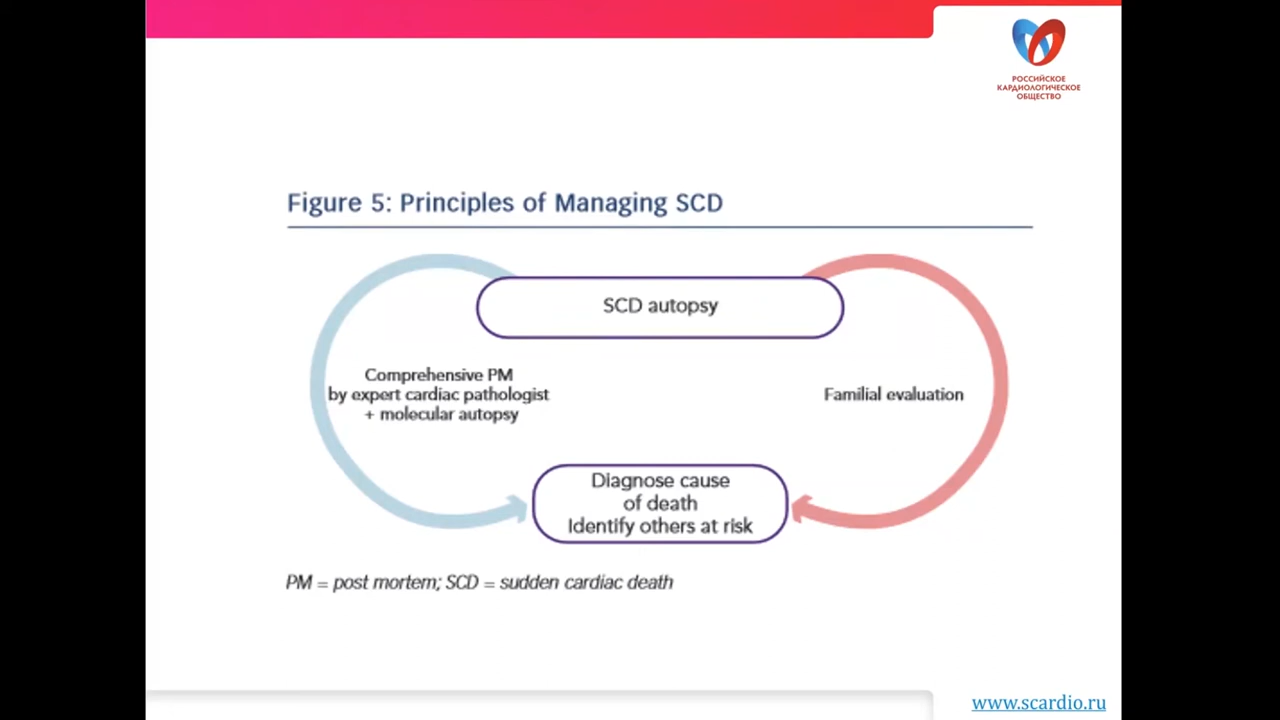 РОССИЙСКОЕ
КАРДИОЛОГИЧЕСКОЕ
ОБЩЕСТВО
Figure 5: Principles of Managing SCD
SCD autopsy
Comprehensive PM
by expert cardiac pathologist
+ molecular autopsy
Familial evaluation
Diagnose cause
of death
Identify others at risk
PM = post mortem; SCD = sudden cardiac death
www.scardio.ru